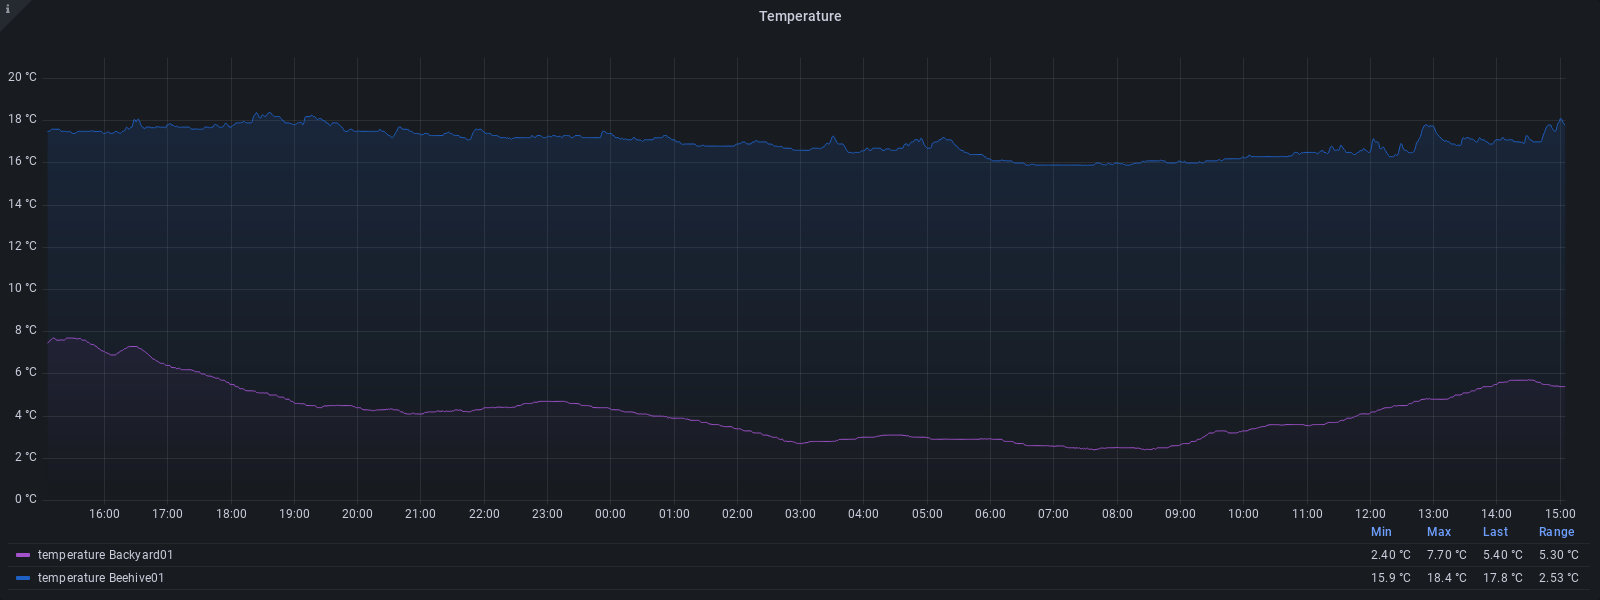 i
Temperature
20 °C
18 °C
16 °C
14 °C
12 °C
10 °C
8 °C
6 °C
4 °C
2 °C
0 °C
16:00 17:00 18:00 19:00 20:00 21:00 22:00 23:00 00:00 01:00 02:00 03:00 04:00 05:00 06:00 07:00 08:00 09:00 10:00 11:00 12:00 13:00 14:00 15:00
Min Max Last Range
temperature Backyard01 2.40 °C 7.70 °C 5.40 °C 5.30 °C
temperature Beehive01 15.9 °C 18.4 °C 17.8 °C 2.53 °C